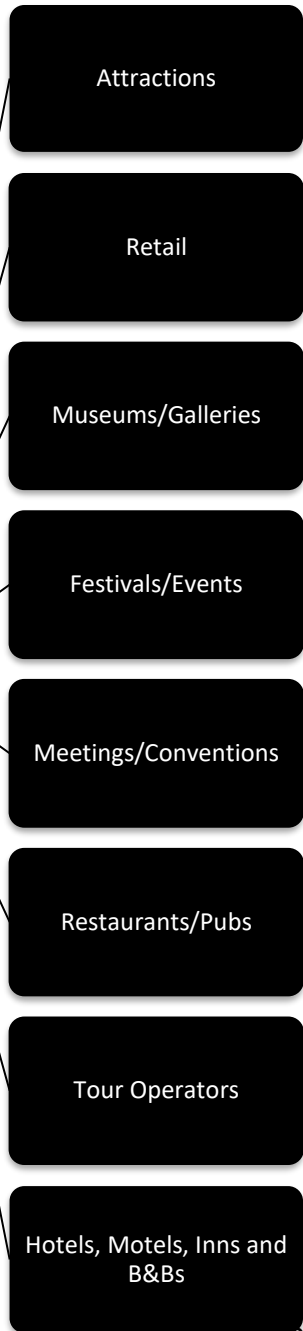 Attractions
Retail
Museums/Galleries
Festivals/Events
Meetings/Conventions
Restaurants/Pubs
Tour Operators
Hotels, Motels, Inns and
B&Bs